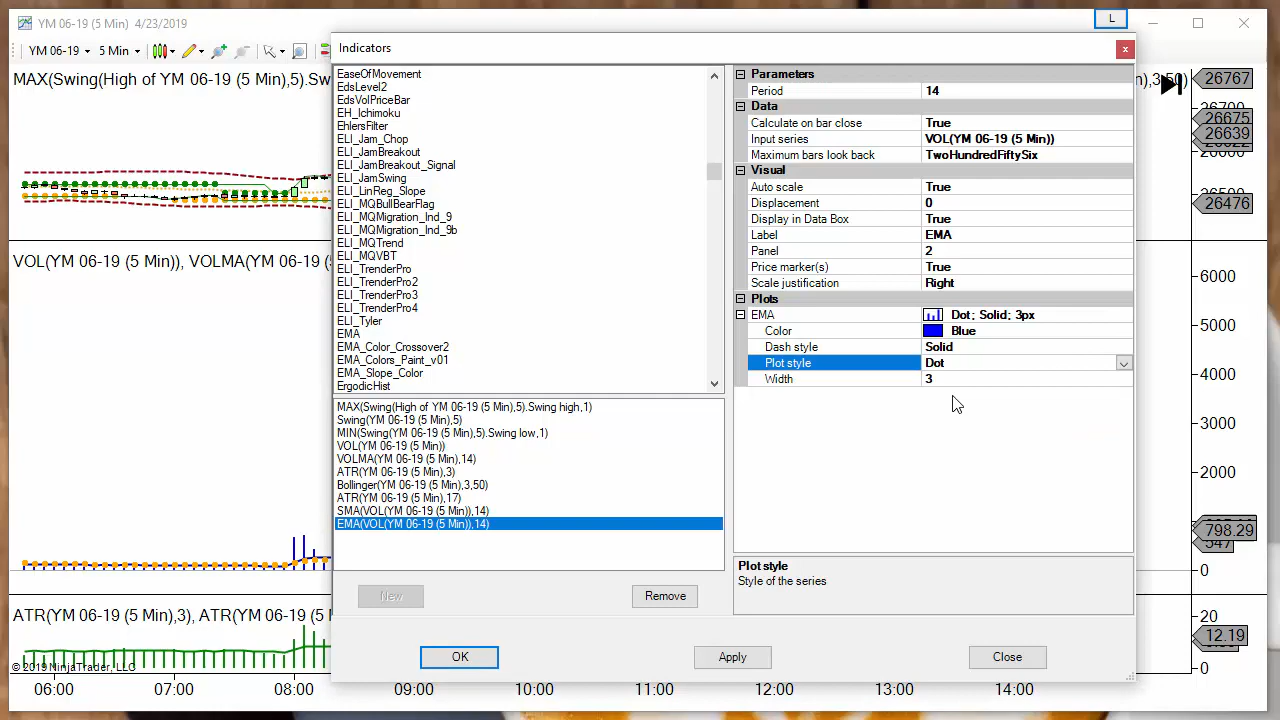 YM 06-19 (5 Min)  4/23/2019
L
YM 06-19
5 Min
Indicators
MAX(Swing(High of YM 06-19 (5 Min),5).Sw
,3,50)
26767
26675
26639
26476
EaseOfMovement
EdsLevel2
EdsVolPriceBar
EH_Ichimoku
EhlersFilter
ELI_Jam_Chop
ELI_JamBreakout
ELI_JamBreakout_Signal
ELI_JamSwing
ELI_LinReg_Slope
ELI_MQBullBearFlag
ELI_MQMigration_Ind_9
ELI_MQMigration_Ind_9b
ELI_MQTrend
ELI_MQVBT
ELI_TrenderPro
ELI_TrenderPro2
ELI_TrenderPro3
ELI_TrenderPro4
ELI_Tyler
EMA
EMA_Color_Crossover2
EMA_Colors_Paint_v01
EMA_Slope_Color
ErgodicHist
MAX(Swing(High of YM 06-19 (5 Min),5).Swing high,1)
Swing(YM 06-19 (5 Min),5)
MIN(Swing(YM 06-19 (5 Min),5).Swing low,1)
VOL(YM 06-19 (5 Min))
VOLMA(YM 06-19 (5 Min),14)
ATR(YM 06-19 (5 Min),3)
Bollinger(YM 06-19 (5 Min),3,50)
ATR(YM 06-19 (5 Min),17)
SMA(VOL(YM 06-19 (5 Min)),14)
EMA(VOL(YM 06-19 (5 Min)),14)
New
Remove
Parameters
Period 14
Data
Calculate on bar close True
Input series VOL(YM 06-19 (5 Min))
Maximum bars look back TwoHundredFiftySix
Visual
Auto scale True
Displacement 0
Display in Data Box True
Label EMA
Panel 2
Price marker(s) True
Scale justification Right
Plots
EMA Dot; Solid; 3px
Color Blue
Dash style Solid
Plot style Dot
Width 3
Plot style
Style of the series
OK
Apply
Close
VOL(YM 06-19 (5 Min)), VOLMA(YM 06-19 (5
6000
5000
4000
3000
2000
798.29
547
0
ATR(YM 06-19 (5 Min),3), ATR(YM 06-19 (5 M
20
12.19
0
© 2019 NinjaTrader, LLC
06:00 07:00 08:00 09:00 10:00 11:00 12:00 13:00 14:00